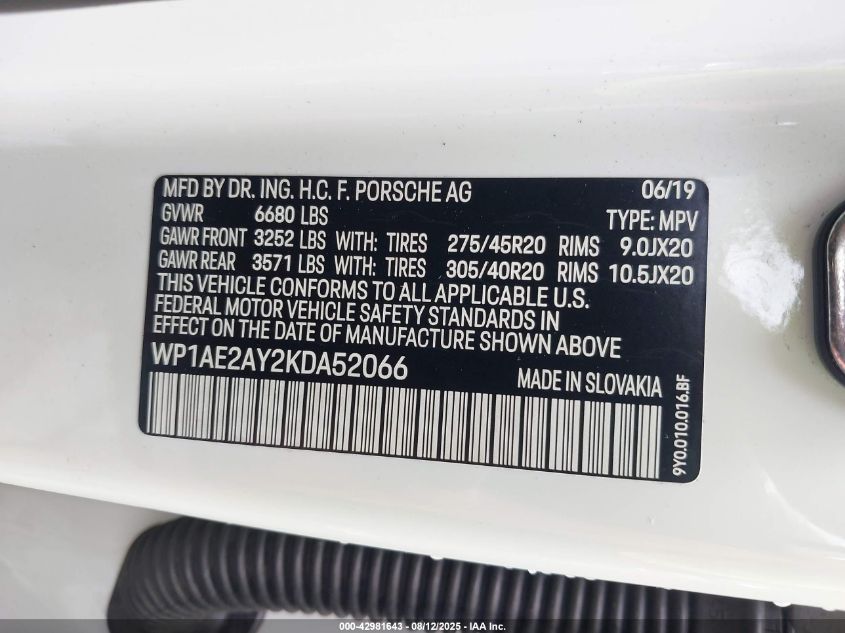 MFD BY DR. ING. H.C. F. PORSCHE AG 06/19
GVWR 6680 LBS TYPE: MPV
GAWR FRONT 3252 LBS WITH: TIRES 275/45R20 RIMS 9.0JX20
GAWR REAR 3571 LBS WITH: TIRES 305/40R20 RIMS 10.5JX20
THIS VEHICLE CONFORMS TO ALL APPLICABLE U.S.
FEDERAL MOTOR VEHICLE SAFETY STANDARDS IN
EFFECT ON THE DATE OF MANUFACTURE SHOWN ABOVE
WP1AE2AY2KDA52066 MADE IN SLOVAKIA
9Y0.010.016.BF
000-42981643 - 08/12/2025 - IAA Inc.